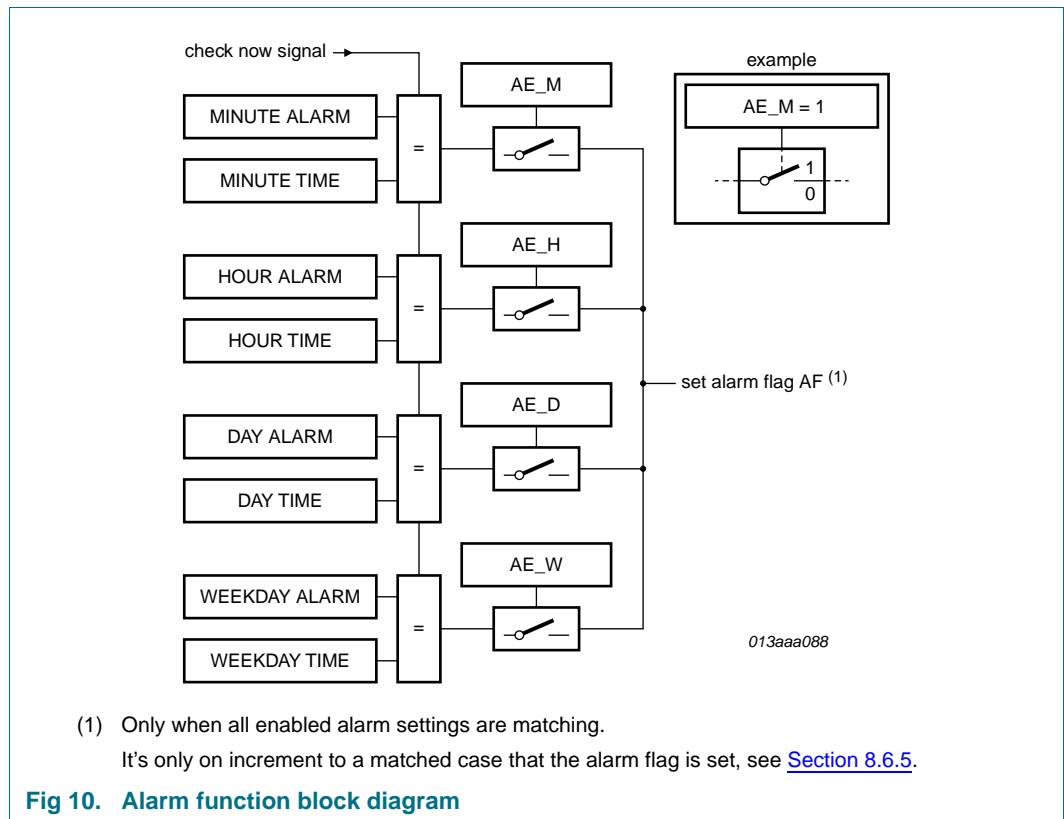 check now signal
example
AE_M
AE_M = 1
MINUTE ALARM
=
MINUTE TIME
1
0
AE_H
HOUR ALARM
=
HOUR TIME
set alarm flag AF (1)
AE_D
DAY ALARM
=
DAY TIME
AE_W
WEEKDAY ALARM
=
WEEKDAY TIME
013aaa088
(1) Only when all enabled alarm settings are matching.
It's only on increment to a matched case that the alarm flag is set, see Section 8.6.5.
Fig 10. Alarm function block diagram